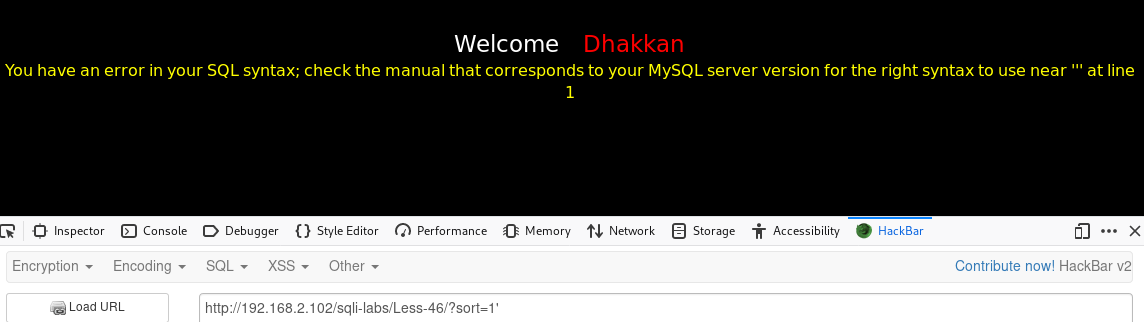 Welcome Dhakkan
You have an error in your SQL syntax; check the manual that corresponds to your MySQL server version for the right syntax to use near ''' at line
1
Inspector Console Debugger Style Editor Performance Memory Network Storage Accessibility HackBar
Encryption Encoding SQL XSS Other Contribute now! HackBar v2
Load URL http://192.168.2.102/sqli-labs/Less-46/?sort=1'